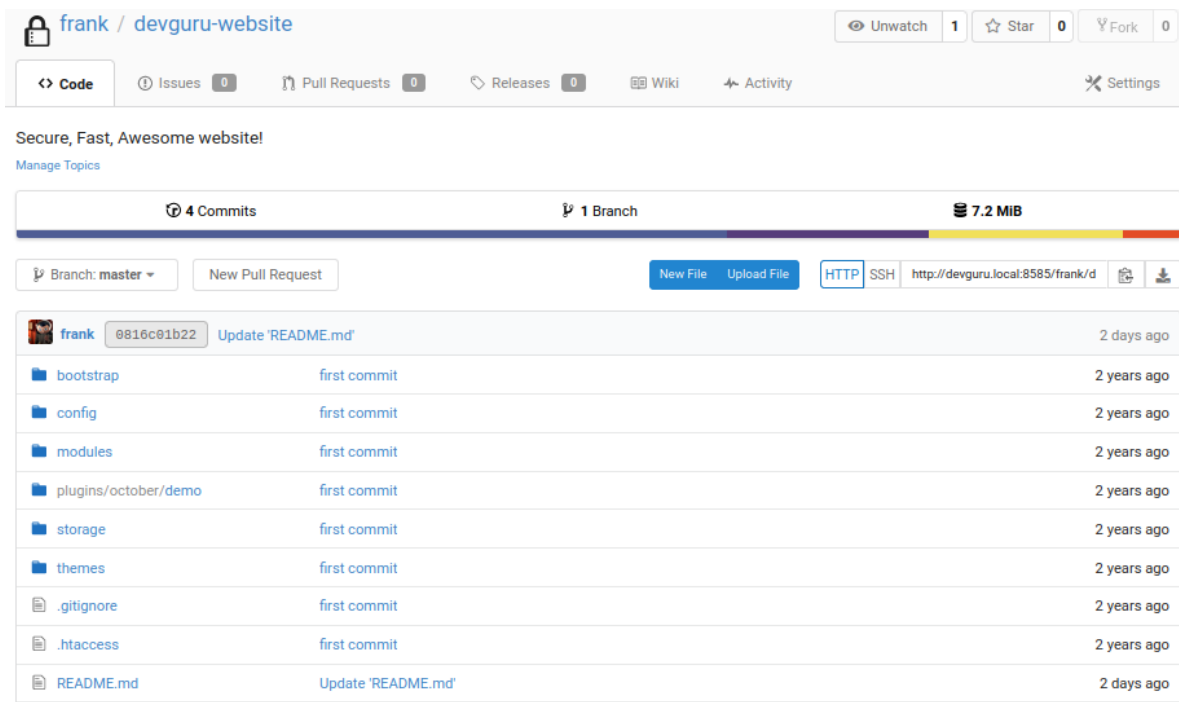 frank / devguru-website
Unwatch 1 Star 0 Fork 0
Code Issues 0 Pull Requests 0 Releases 0 Wiki Activity Settings
Secure, Fast, Awesome website!
Manage Topics
4 Commits 1 Branch 7.2 MiB
Branch: master New Pull Request New File Upload File HTTP SSH http://devguru.local:8585/frank/d
frank 0816c01b22 Update 'README.md' 2 days ago
bootstrap first commit 2 years ago
config first commit 2 years ago
modules first commit 2 years ago
plugins/october/demo first commit 2 years ago
storage first commit 2 years ago
themes first commit 2 years ago
.gitignore first commit 2 years ago
.htaccess first commit 2 years ago
README.md Update 'README.md' 2 days ago